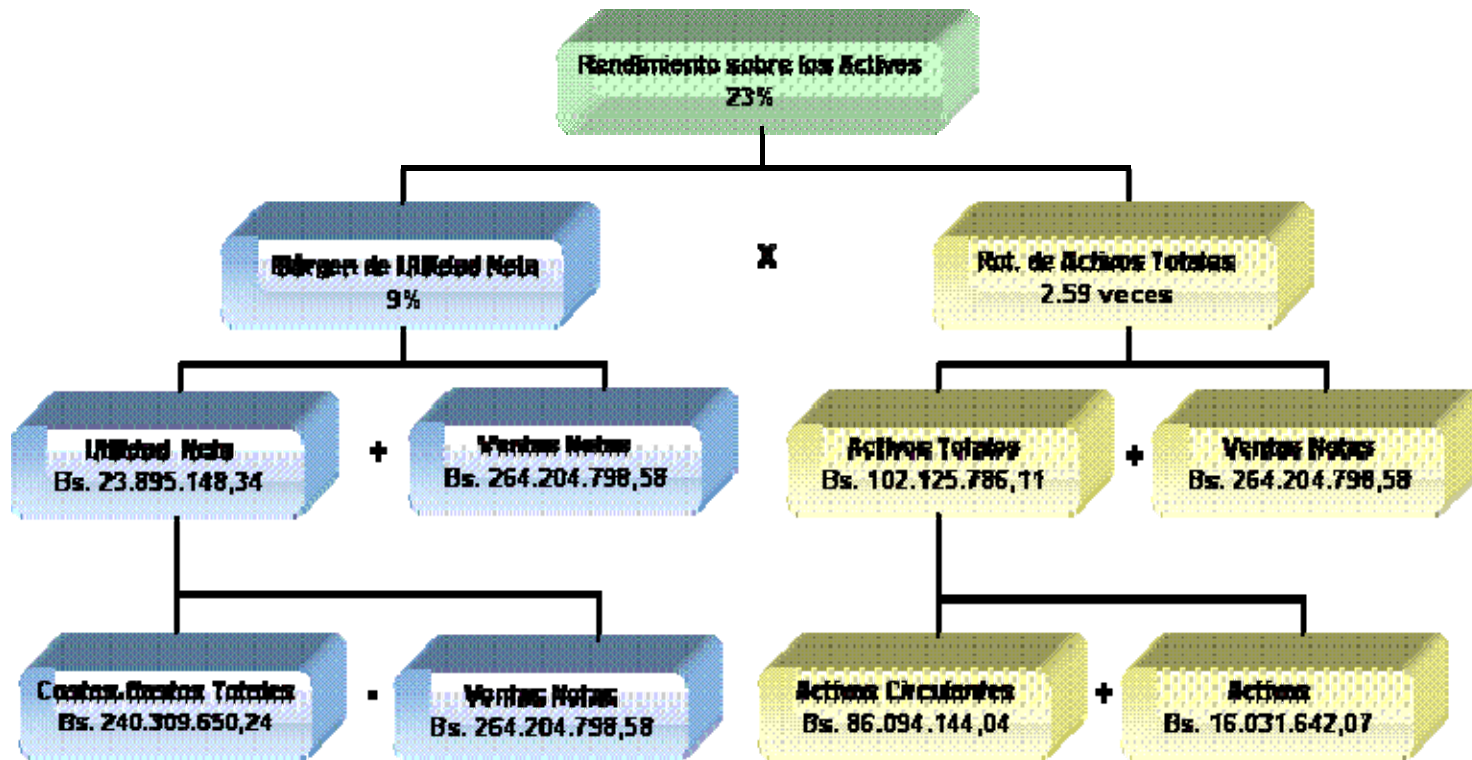 Rendimiento sobre los Activos
23%
Márgen de Utilidad Neta
9%
X
Rot. de Activos Totales
2.59 veces
Utilidad Neta
Bs. 23.895.148,34
+
Ventas Netas
Bs. 264.204.798,58
Activos Totales
Bs. 102.125.786,11
+
Ventas Netas
Bs. 264.204.798,58
Costos-Gastos Totales
Bs. 240.309.650,24
-
Ventas Netas
Bs. 264.204.798,58
Activos Circulantes
Bs. 86.094.144,04
+
Activos
Bs. 16.031.642,07